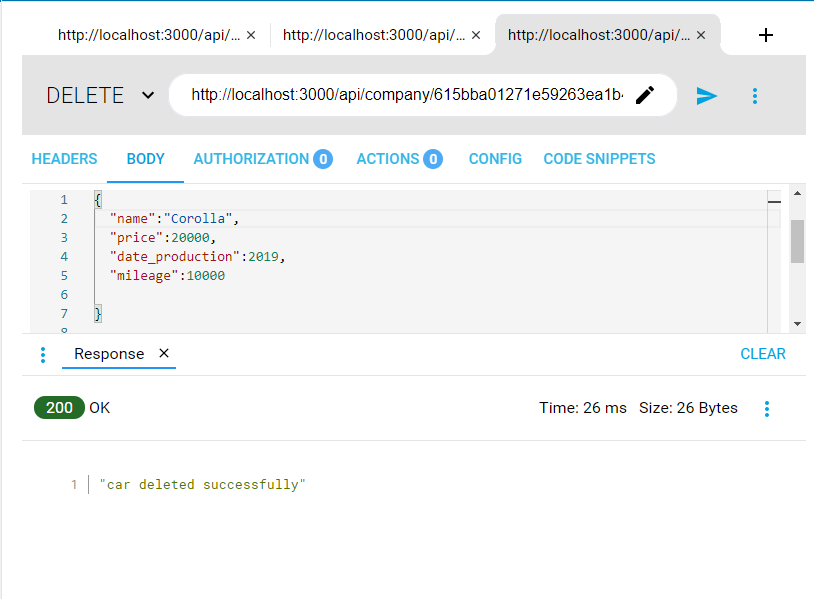 http://localhost:3000/api/... × http://localhost:3000/api/... × http://localhost:3000/api/... × +
DELETE http://localhost:3000/api/company/615bba01271e59263ea1b
HEADERS BODY AUTHORIZATION 0 ACTIONS 0 CONFIG CODE SNIPPETS
1 {
2 "name":"Corolla",
3 "price":20000,
4 "date_production":2019,
5 "mileage":10000
6
7 }
8
Response × CLEAR
200 OK Time: 26 ms Size: 26 Bytes
1 "car deleted successfully"